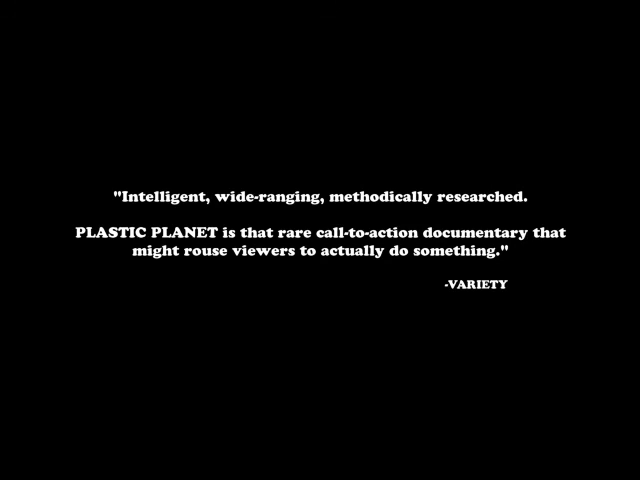 "Intelligent, wide-ranging, methodically researched.
PLASTIC PLANET is that rare call-to-action documentary that
might rouse viewers to actually do something."
-VARIETY